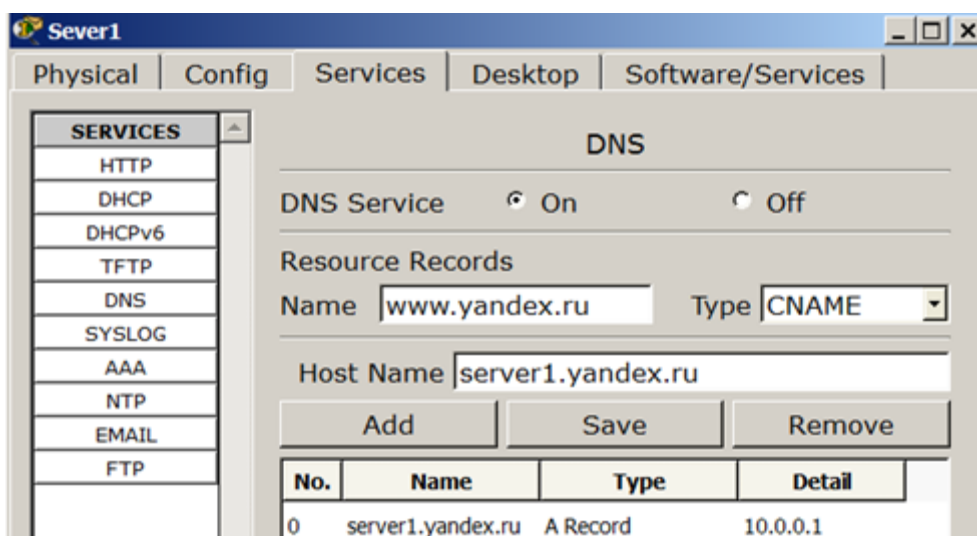 Sever1
Physical Config Services Desktop Software/Services
SERVICES
HTTP
DHCP
DHCPv6
TFTP
DNS
SYSLOG
AAA
NTP
EMAIL
FTP
DNS
DNS Service On Off
Resource Records
Name www.yandex.ru Type CNAME
Host Name server1.yandex.ru
Add Save Remove
No. Name Type Detail
0 server1.yandex.ru A Record 10.0.0.1